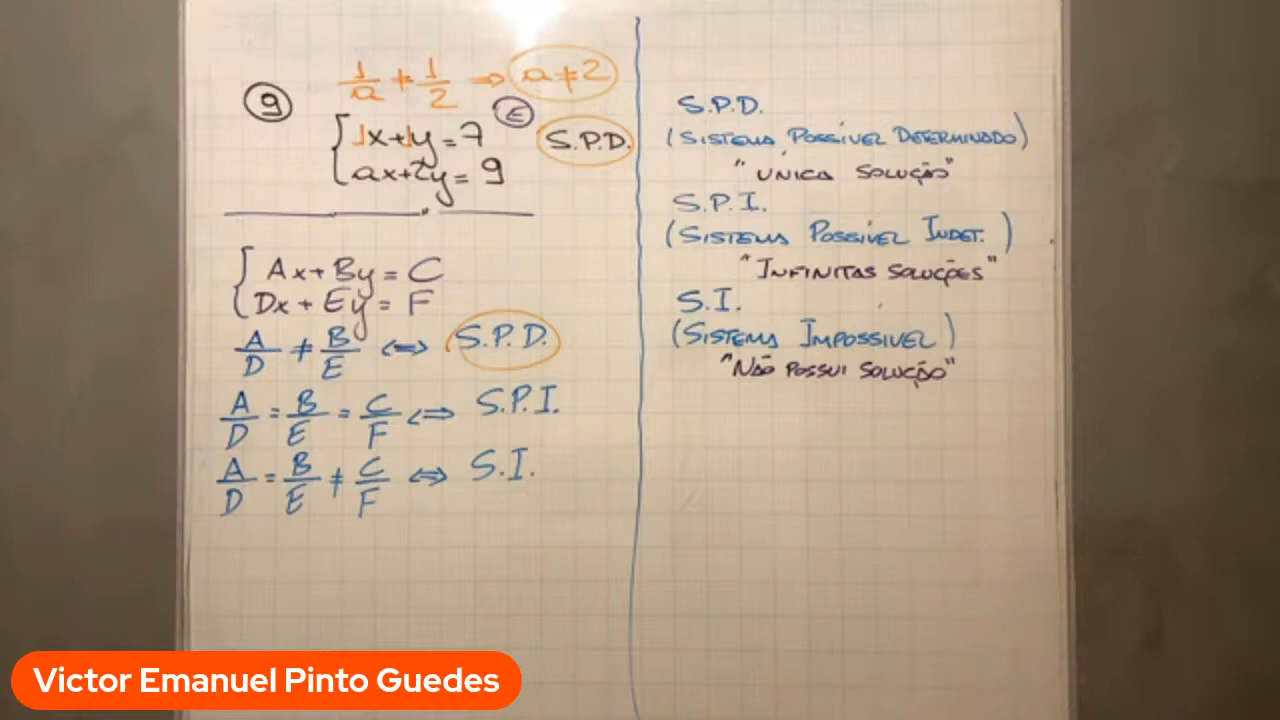 1/a ≠ 1/2 ⇒ a≠2
9
{ 1x+1y=7 E S.P.D.
{ ax+2y=9
{ Ax+By=C
{ Dx+Ey=F
A/D ≠ B/E ⇔ S.P.D.
A/D = B/E = C/F ⇔ S.P.I.
A/D = B/E ≠ C/F ⇔ S.I.
S.P.D.
(SISTEMA POSSÍVEL DETERMINADO)
"ÚNICA SOLUÇÃO"
S.P.I.
(SISTEMA POSSÍVEL INDET.)
"INFINITAS SOLUÇÕES"
S.I.
(SISTEMA IMPOSSÍVEL)
"NÃO POSSUI SOLUÇÃO"
Victor Emanuel Pinto Guedes